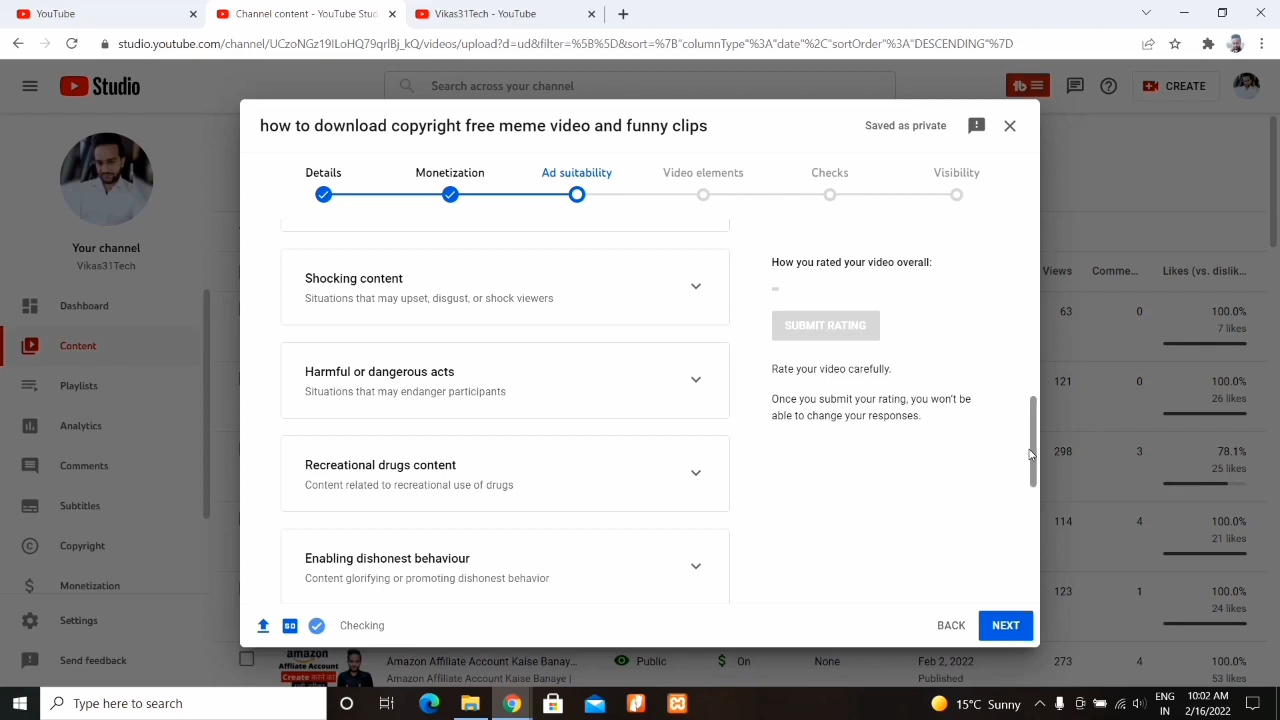 YouTube
Channel content - YouTube Stud
Vikas31Tech - YouTube
studio.youtube.com/channel/UCzoNGz19ILoHQ79qrlBj_kQ/videos/upload?d=ud&filter=%5B%5D&sort=%7B"columnType"%3A"date"%2C"sortOrder"%3A"DESCENDING"%7D
Studio
Search across your channel
CREATE
how to download copyright free meme video and funny clips
Saved as private
Details
Monetization
Ad suitability
Video elements
Checks
Visibility
Your channel
Vikas31Tech
Dashboard
Content
Playlists
Analytics
Comments
Subtitles
Copyright
Monetization
Settings
Send feedback
Shocking content
Situations that may upset, disgust, or shock viewers
Harmful or dangerous acts
Situations that may endanger participants
Recreational drugs content
Content related to recreational use of drugs
Enabling dishonest behaviour
Content glorifying or promoting dishonest behavior
How you rated your video overall:
SUBMIT RATING
Rate your video carefully.
Once you submit your rating, you won't be
able to change your responses.
Views Comme... Likes (vs. dislik...
63 0 100.0%
7 likes
121 0 100.0%
26 likes
298 3 78.1%
25 likes
114 4 100.0%
21 likes
123 1 100.0%
24 likes
SD Checking
BACK
NEXT
amazon
Affiliate Account
Create करने का
Amazon Affiliate Account Kaise Banay...
Amazon Affiliate Account Kaise Banaye |
Public
$ On
None
Feb 2, 2022
Published
273 4 100.0%
53 likes
Type here to search
15°C Sunny
ENG
IN
10:02 AM
2/16/2022